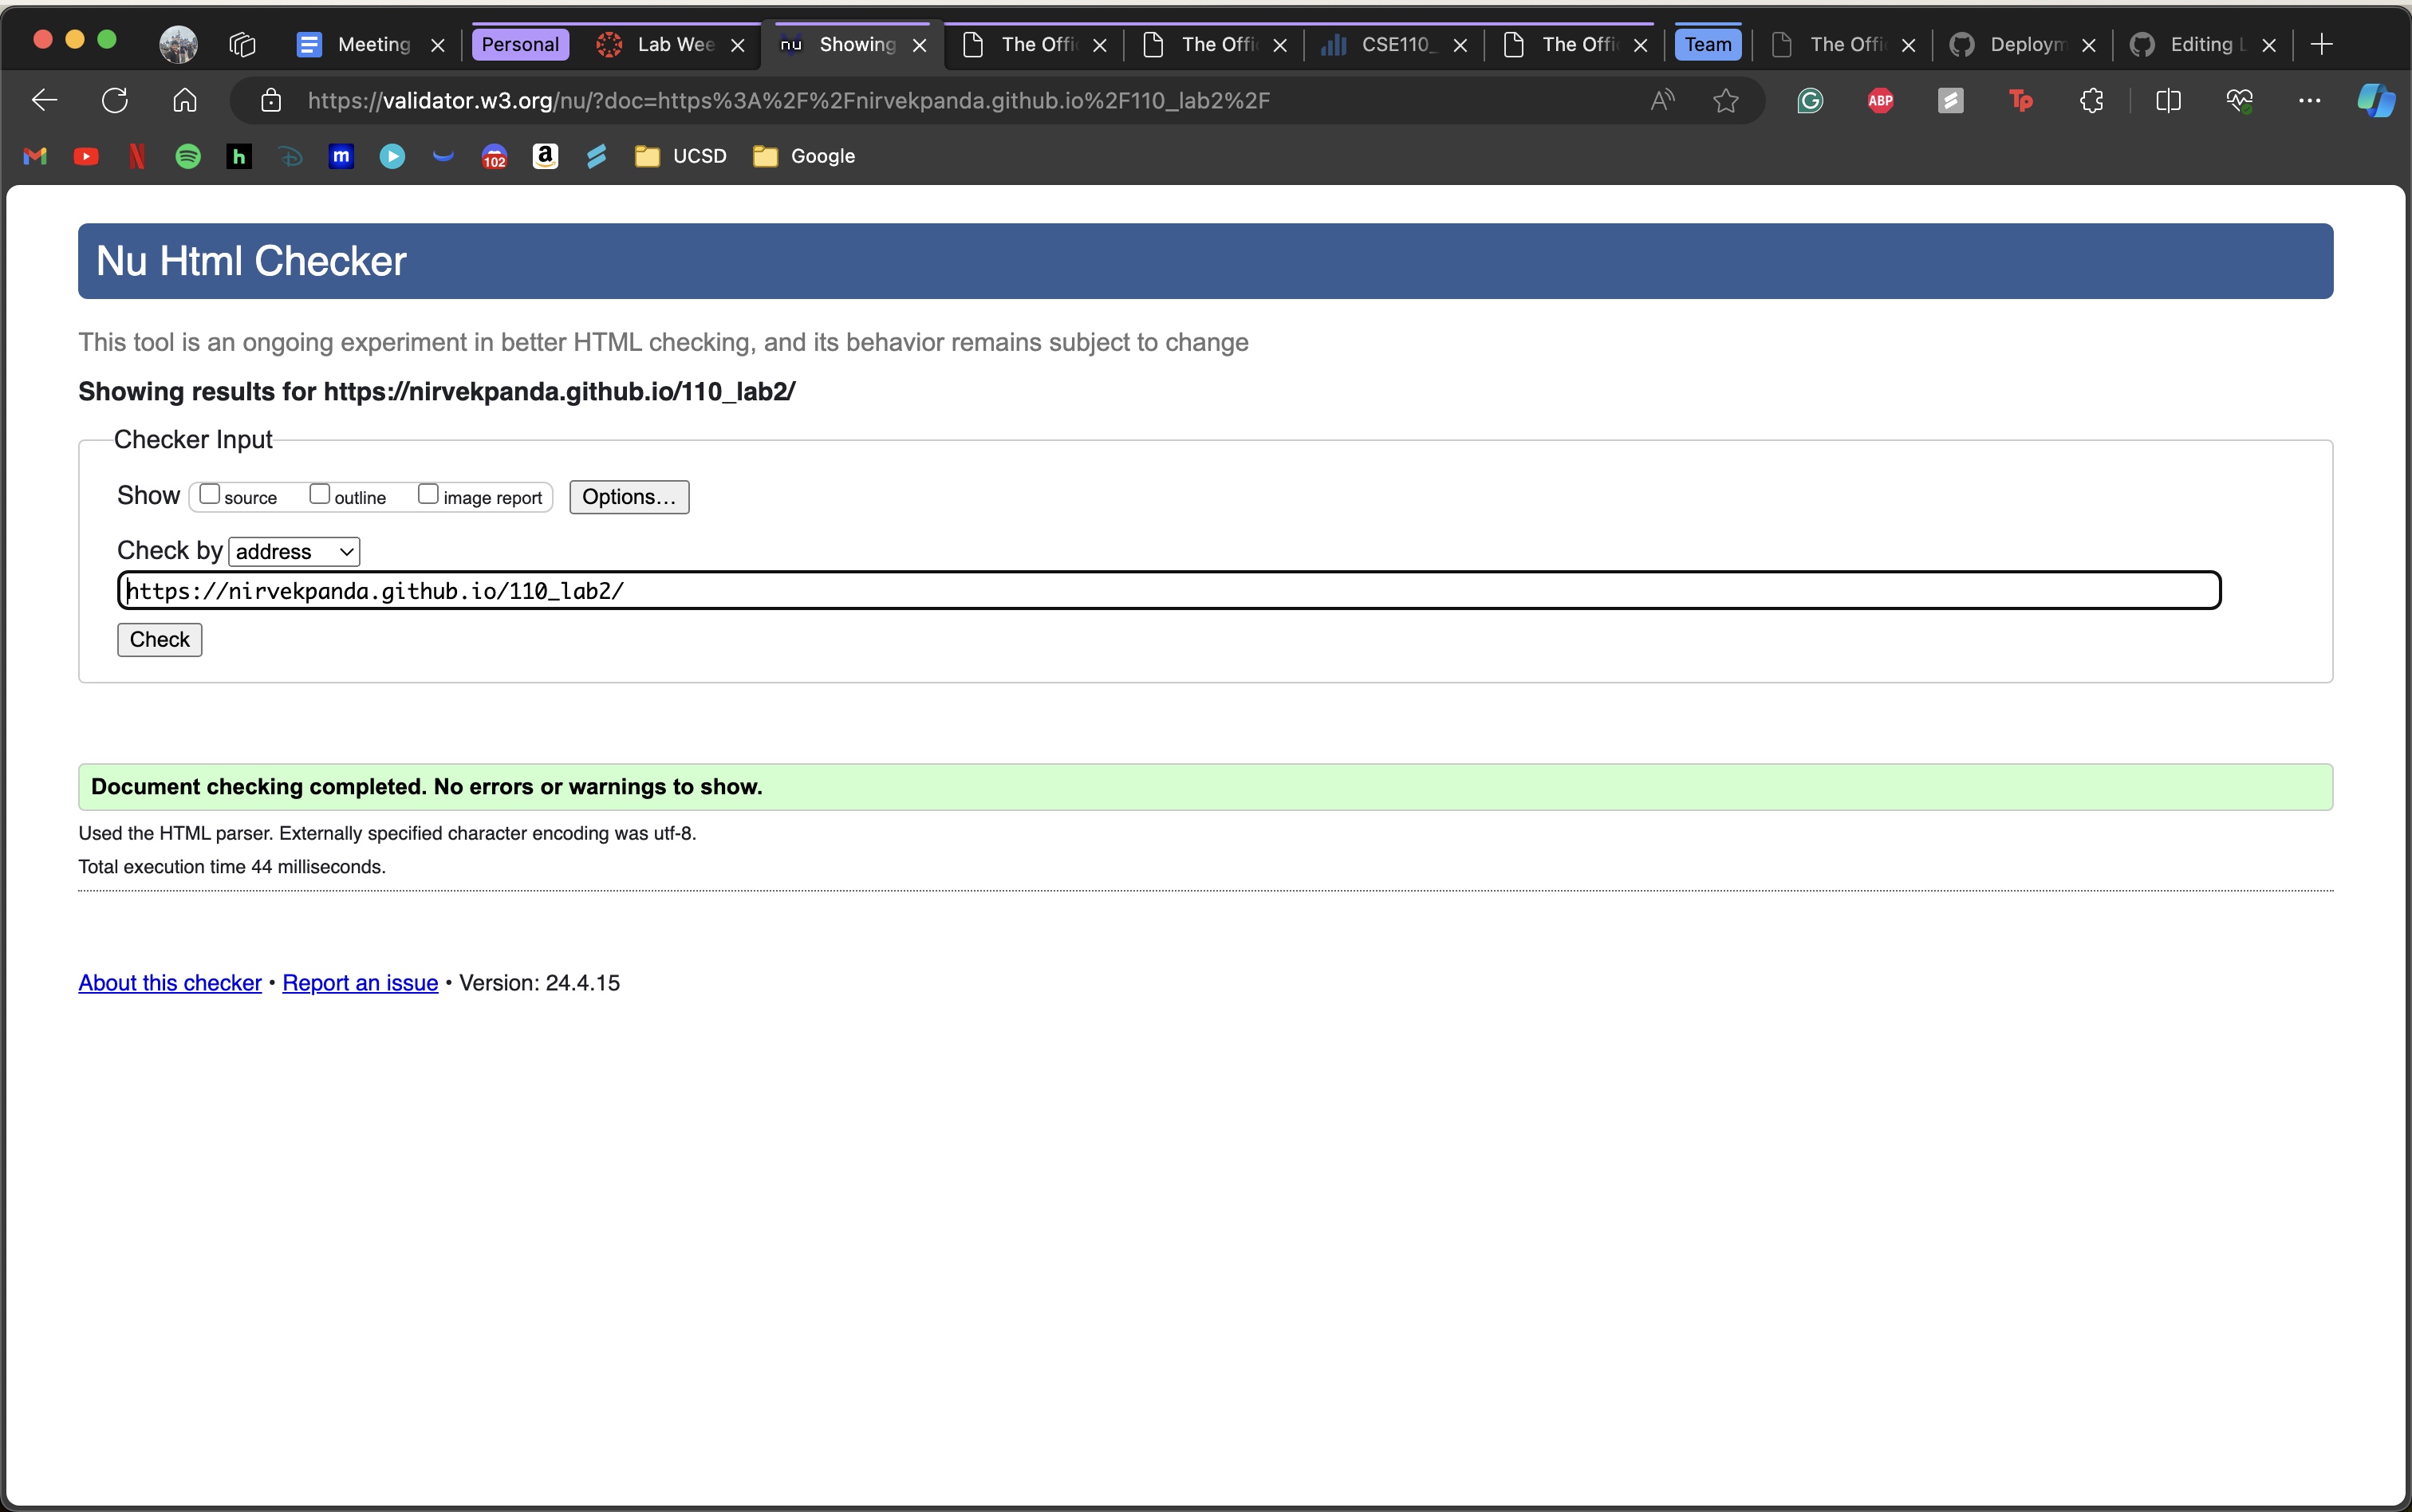 Meeting
Personal
Lab Wee
nu
Showing
The Offi
The Offi
CSE110_
The Offi
Team
The Offi
Deploym
Editing L
https://validator.w3.org/nu/?doc=https%3A%2F%2Fnirvekpanda.github.io%2F110_lab2%2F
ABP
Tp
h
m
102
a
UCSD
Google
Nu Html Checker
This tool is an ongoing experiment in better HTML checking, and its behavior remains subject to change
Showing results for https://nirvekpanda.github.io/110_lab2/
Checker Input
Show source outline image report Options...
Check by address
https://nirvekpanda.github.io/110_lab2/
Check
Document checking completed. No errors or warnings to show.
Used the HTML parser. Externally specified character encoding was utf-8.
Total execution time 44 milliseconds.
About this checker • Report an issue • Version: 24.4.15